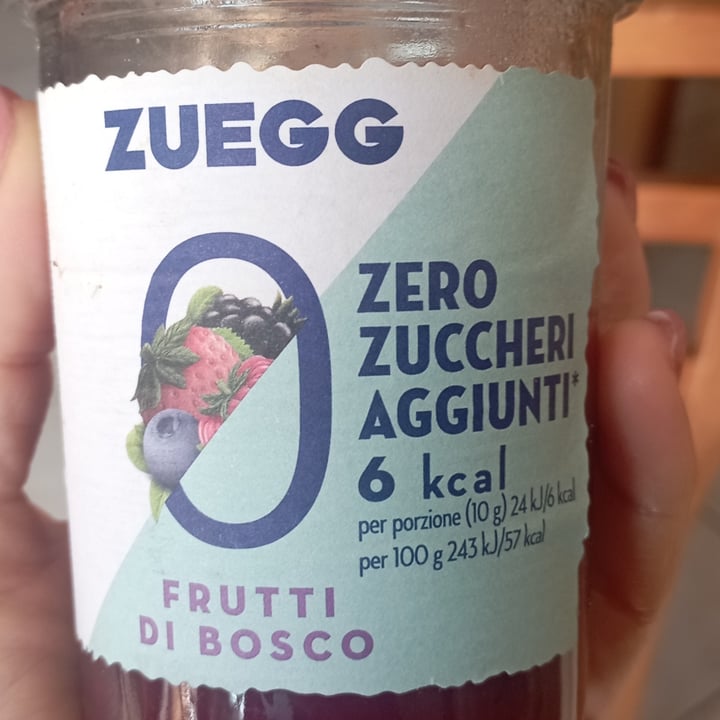 ZUEGG
0
ZERO
ZUCCHERI
AGGIUNTI*
6 kcal
per porzione (10 g) 24 kJ/6 kcal
per 100 g 243 kJ/57 kcal
FRUTTI
DI BOSCO